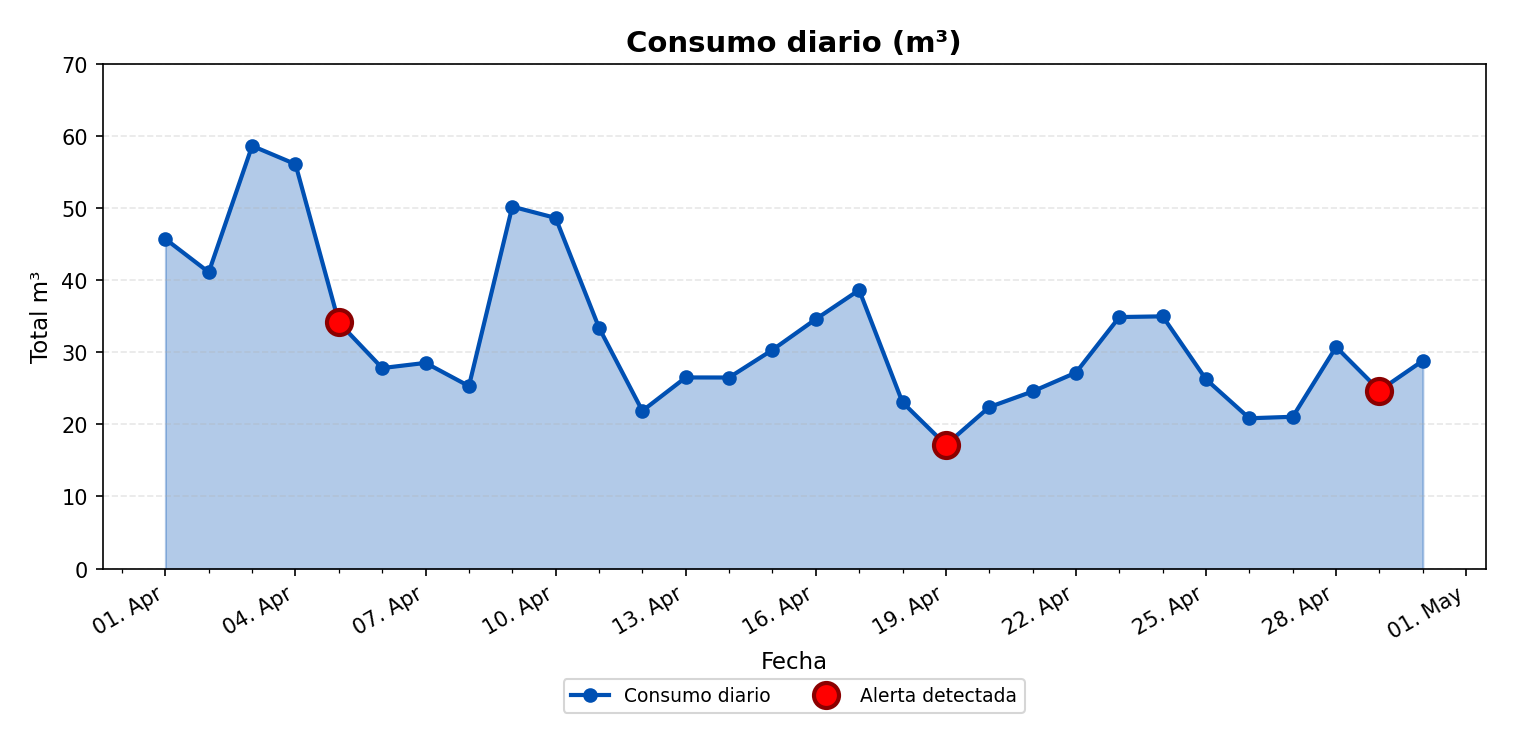 Consumo diario (m³)
Total m³
70
60
50
40
30
20
10
0
01. Apr
04. Apr
07. Apr
10. Apr
13. Apr
16. Apr
19. Apr
22. Apr
25. Apr
28. Apr
01. May
Fecha
Consumo diario
Alerta detectada